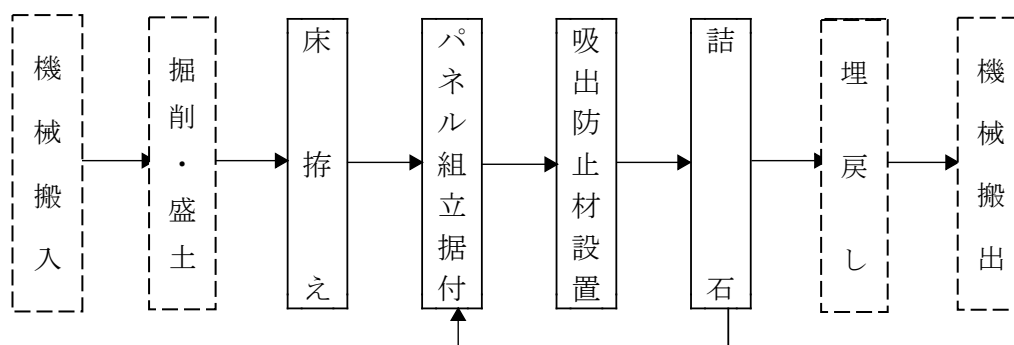 機械搬入
掘削・盛土
床拵え
パネル組立据付
吸出防止材設置
詰石
埋戻し
機械搬出